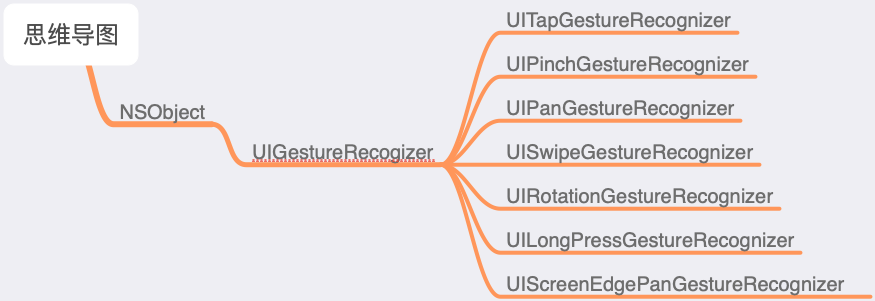 思维导图
NSObject
UIGestureRecogizer
UITapGestureRecognizer
UIPinchGestureRecognizer
UIPanGestureRecognizer
UISwipeGestureRecognizer
UIRotationGestureRecognizer
UILongPressGestureRecognizer
UIScreenEdgePanGestureRecognizer